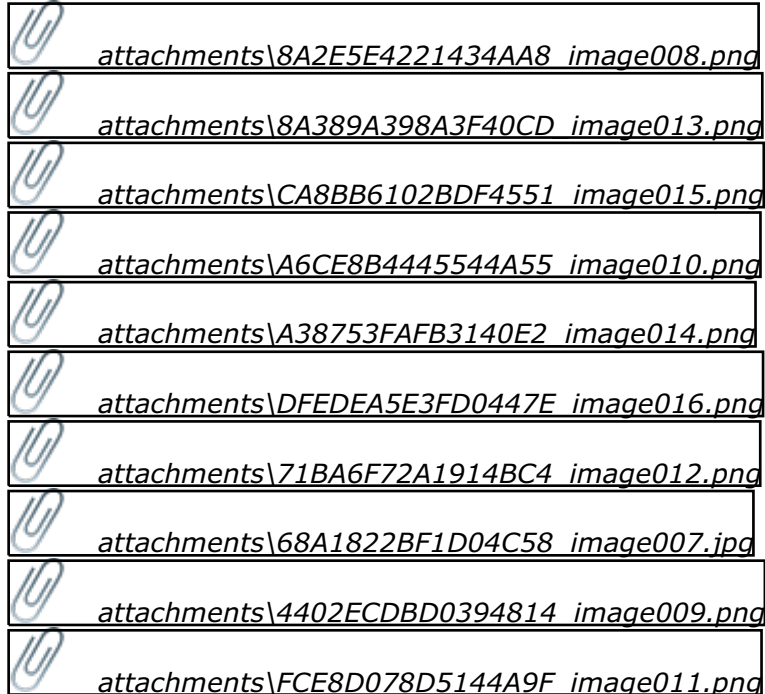 attachments\8A2E5E4221434AA8_image008.png
attachments\8A389A398A3F40CD_image013.png
attachments\CA8BB6102BDF4551_image015.png
attachments\A6CE8B4445544A55_image010.png
attachments\A38753FAFB3140E2_image014.png
attachments\DFEDEA5E3FD0447E_image016.png
attachments\71BA6F72A1914BC4_image012.png
attachments\68A1822BF1D04C58_image007.jpg
attachments\4402ECDBD0394814_image009.png
attachments\FCE8D078D5144A9F_image011.png